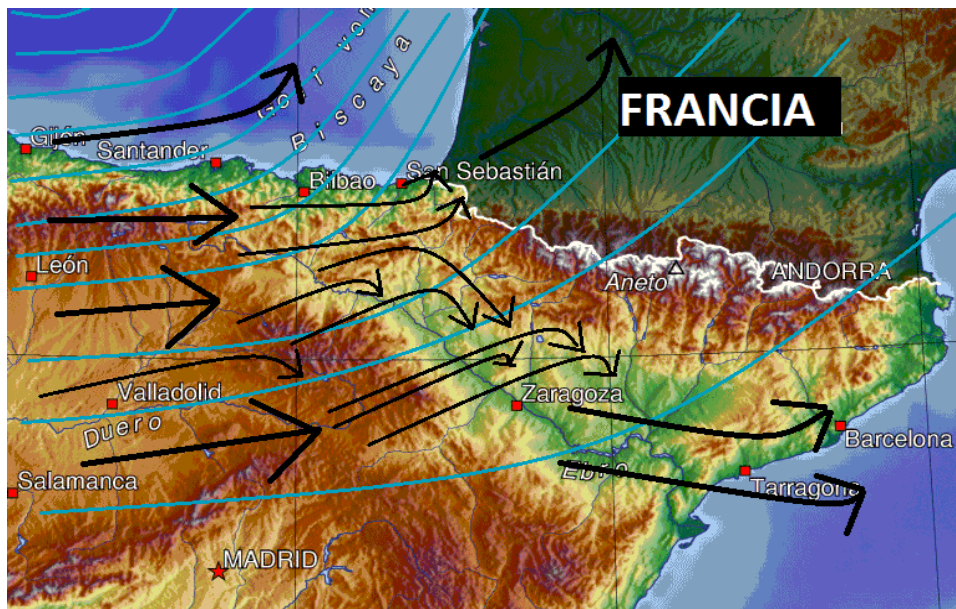 Gijón
Santander
Bilbao
Biscaya
San Sebastián
FRANCIA
León
Aneto
ANDORRA
Valladolid
Duero
Zaragoza
Barcelona
Ebro
Tarragona
Salamanca
MADRID